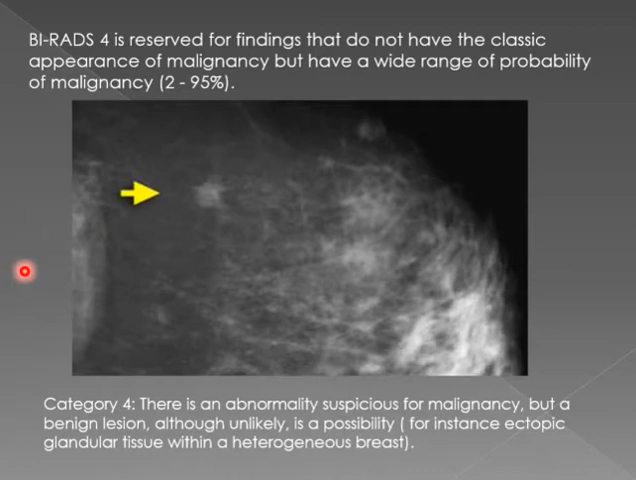 BI-RADS 4 is reserved for findings that do not have the classic
appearance of malignancy but have a wide range of probability
of malignancy (2 - 95%).
Category 4: There is an abnormality suspicious for malignancy, but a
benign lesion, although unlikely, is a possibility ( for instance ectopic
glandular tissue within a heterogeneous breast).